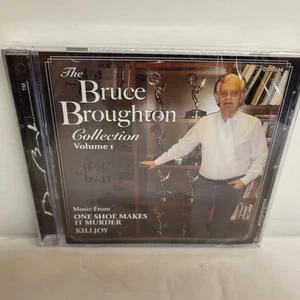 The
Bruce
Broughton
Collection
Volume 1
Music From
ONE SHOE MAKES
IT MURDER
KILLJOY